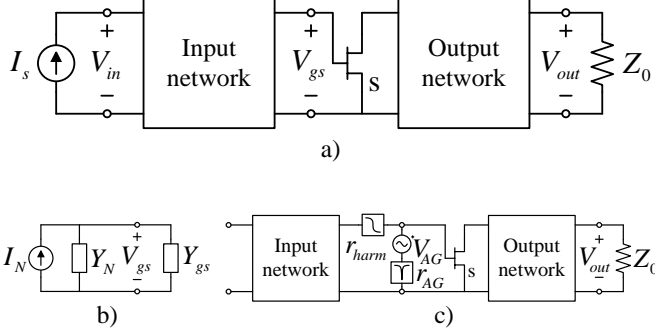 I_s
+
V_in
−
Input
network
+
V_gs
−
s
Output
network
+
V_out
−
Z_0
a)
I_N
Y_N
+
V_gs
−
Y_gs
b)
Input
network
r_harm
V_AG
r_AG
s
Output
network
+
V_out
−
Z_0
c)